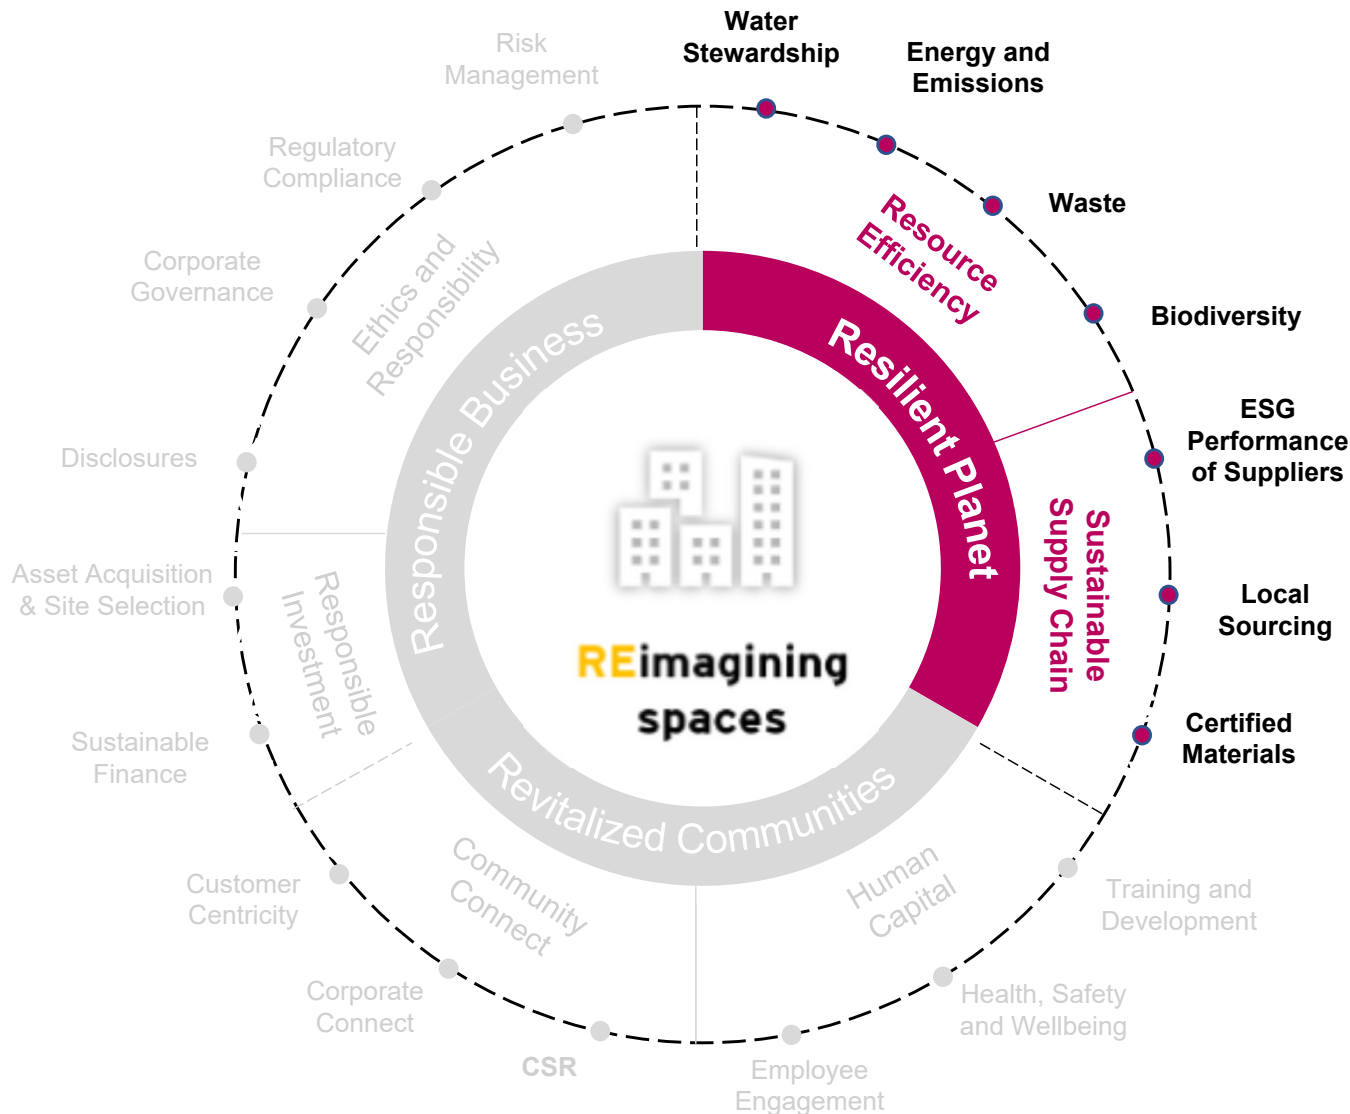 Water
Stewardship
Energy and
Emissions
Waste
Biodiversity
ESG
Performance
of Suppliers
Local
Sourcing
Certified
Materials
Training and
Development
Health, Safety
and Wellbeing
Employee
Engagement
CSR
Corporate
Connect
Customer
Centricity
Sustainable
Finance
Asset Acquisition
& Site Selection
Disclosures
Corporate
Governance
Regulatory
Compliance
Risk
Management
Resource
Efficiency
Sustainable
Supply Chain
Human
Capital
Community
Connect
Responsible
Investment
Ethics and
Responsibility
Resilient Planet
Revitalized Communities
Responsible Business
REimagining
spaces